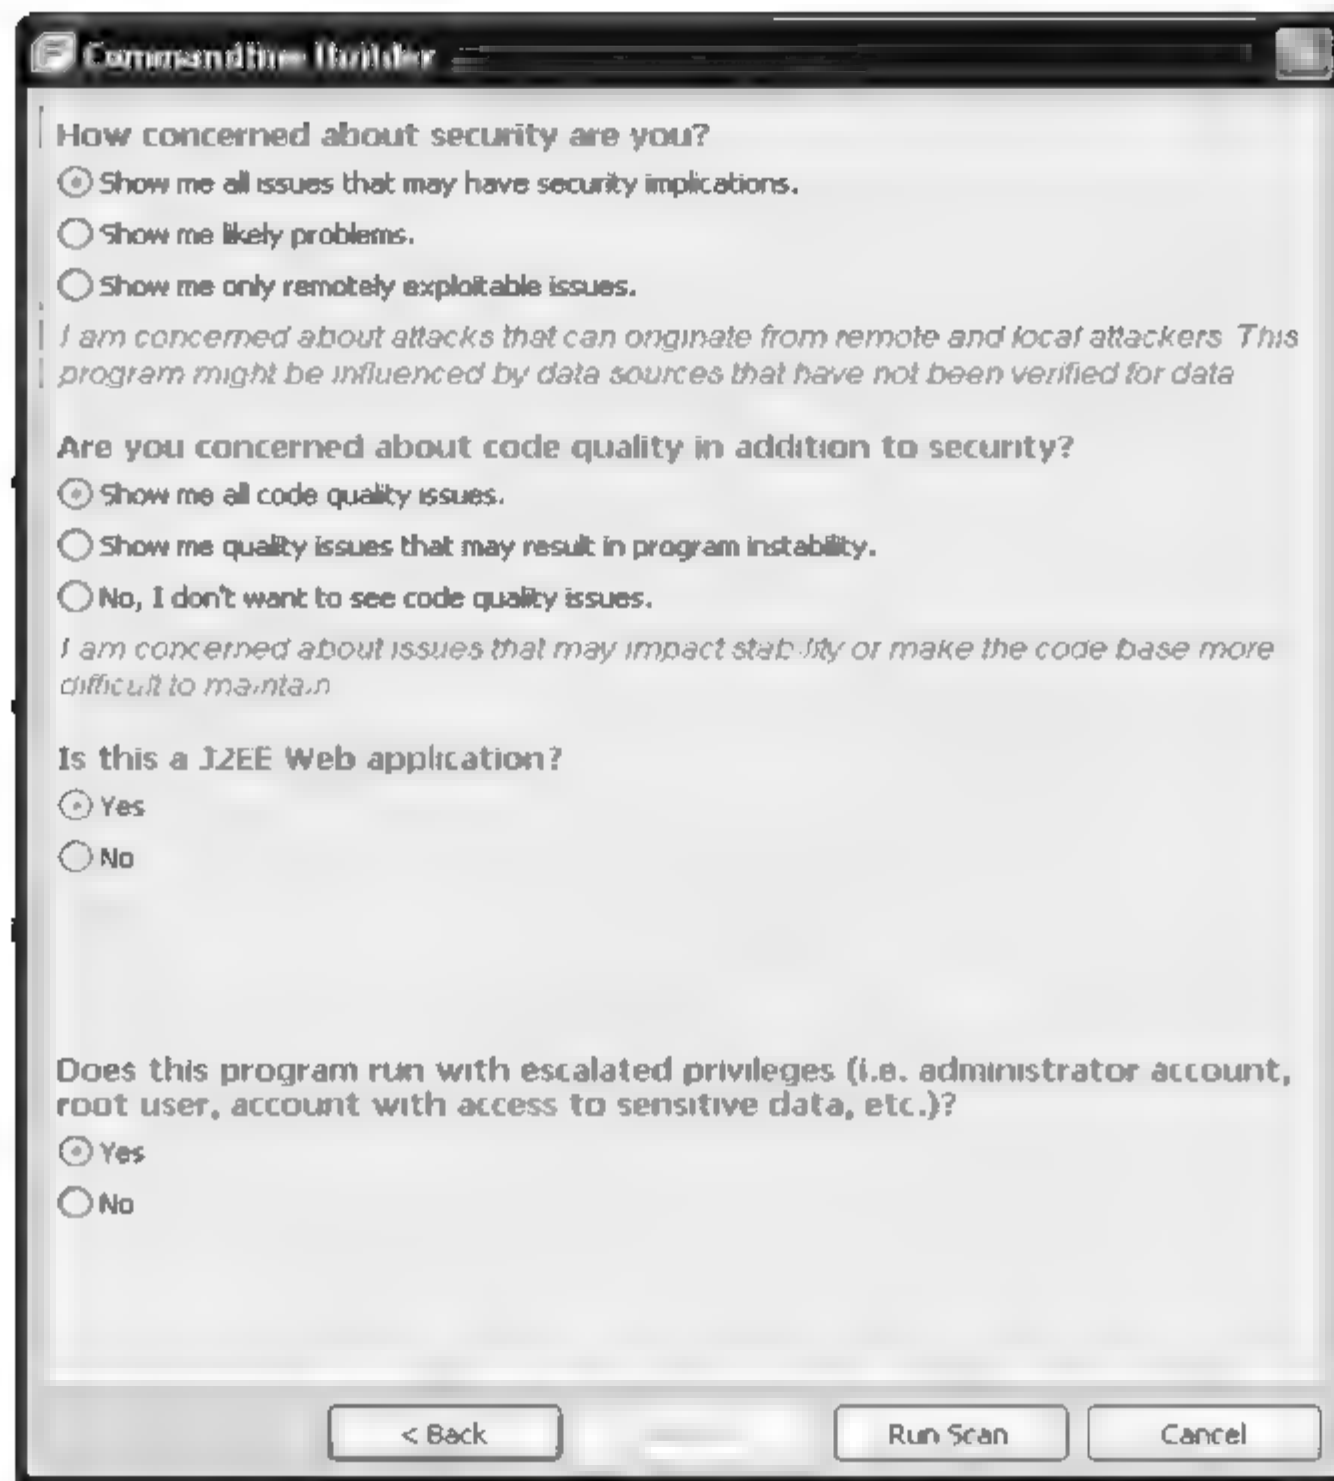 Commandline Builder
How concerned about security are you?
Show me all issues that may have security implications.
Show me likely problems.
Show me only remotely exploitable issues.
I am concerned about attacks that can originate from remote and local attackers. This
program might be influenced by data sources that have not been verified for data
Are you concerned about code quality in addition to security?
Show me all code quality issues.
Show me quality issues that may result in program instability.
No, I don't want to see code quality issues.
I am concerned about issues that may impact stability or make the code base more
difficult to maintain
Is this a J2EE Web application?
Yes
No
Does this program run with escalated privileges (i.e. administrator account,
root user, account with access to sensitive data, etc.)?
Yes
No
< Back
Run Scan
Cancel